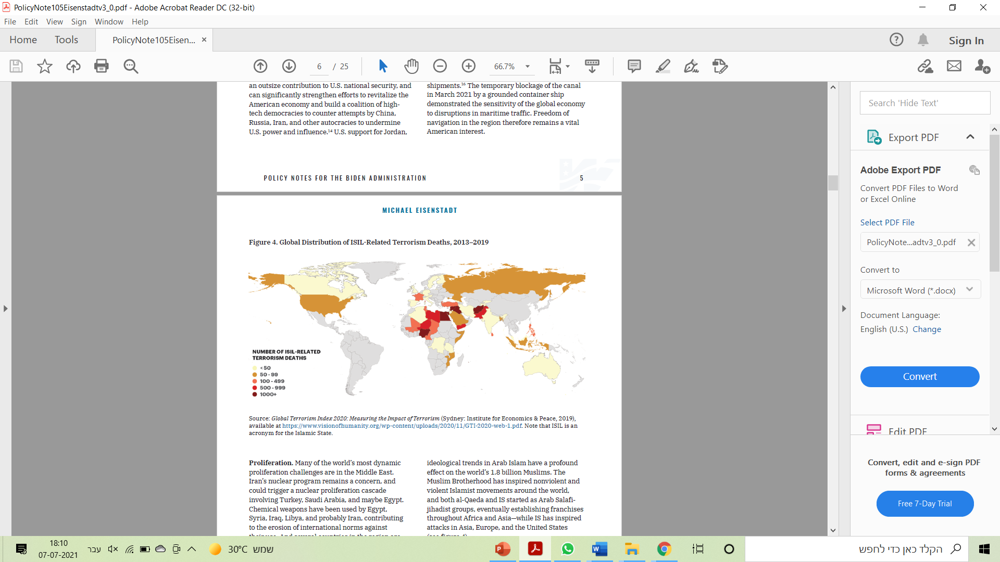 PolicyNote105Eisenstadtv3_0.pdf - Adobe Acrobat Reader DC (32-bit)
File Edit View Sign Window Help
Home Tools PolicyNote105Eisen... × Sign In
6 / 25 66.7%
an outsize contribution to U.S. national security, and
can significantly strengthen efforts to revitalize the
American economy and build a coalition of high-
tech democracies to counter attempts by China,
Russia, Iran, and other autocracies to undermine
U.S. power and influence.¹⁴ U.S. support for Jordan,
shipments.¹⁶ The temporary blockage of the canal
in March 2021 by a grounded container ship
demonstrated the sensitivity of the global economy
to disruptions in maritime traffic. Freedom of
navigation in the region therefore remains a vital
American interest.
POLICY NOTES FOR THE BIDEN ADMINISTRATION 5
MICHAEL EISENSTADT
Figure 4. Global Distribution of ISIL-Related Terrorism Deaths, 2013–2019
NUMBER OF ISIL-RELATED
TERRORISM DEATHS
<50
50-99
100-499
500-999
1000+
Source: Global Terrorism Index 2020: Measuring the Impact of Terrorism (Sydney: Institute for Economics & Peace, 2019),
available at https://www.visionofhumanity.org/wp-content/uploads/2020/11/GTI-2020-web-1.pdf. Note that ISIL is an
acronym for the Islamic State.
Proliferation. Many of the world's most dynamic
proliferation challenges are in the Middle East.
Iran's nuclear program remains a concern, and
could trigger a nuclear proliferation cascade
involving Turkey, Saudi Arabia, and maybe Egypt.
Chemical weapons have been used by Egypt,
Syria, Iraq, Libya, and probably Iran, contributing
to the erosion of international norms against
ideological trends in Arab Islam have a profound
effect on the world's 1.8 billion Muslims. The
Muslim Brotherhood has inspired nonviolent and
violent Islamist movements around the world,
and both al-Qaeda and IS started as Arab Salafi-
jihadist groups, eventually establishing franchises
throughout Africa and Asia—while IS has inspired
attacks in Asia, Europe, and the United States
(see figure 4).
Search 'Hide Text'
Export PDF
Adobe Export PDF
Convert PDF Files to Word
or Excel Online
Select PDF File
PolicyNote...adtv3_0.pdf
Convert to
Microsoft Word (*.docx)
Document Language:
English (U.S.) Change
Convert
Edit PDF
Convert, edit and e-sign PDF
forms & agreements
Free 7-Day Trial
18:10
07-07-2021
עבר
30°C שמש
הקלד כאן כדי לחפש